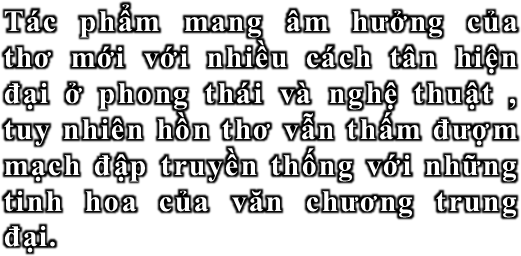 Tác phẩm mang âm hưởng của
thơ mới với nhiều cách tân hiện
đại ở phong thái và nghệ thuật ,
tuy nhiên hồn thơ vẫn thấm đượm
mạch đập truyền thống với những
tinh hoa của văn chương trung
đại.